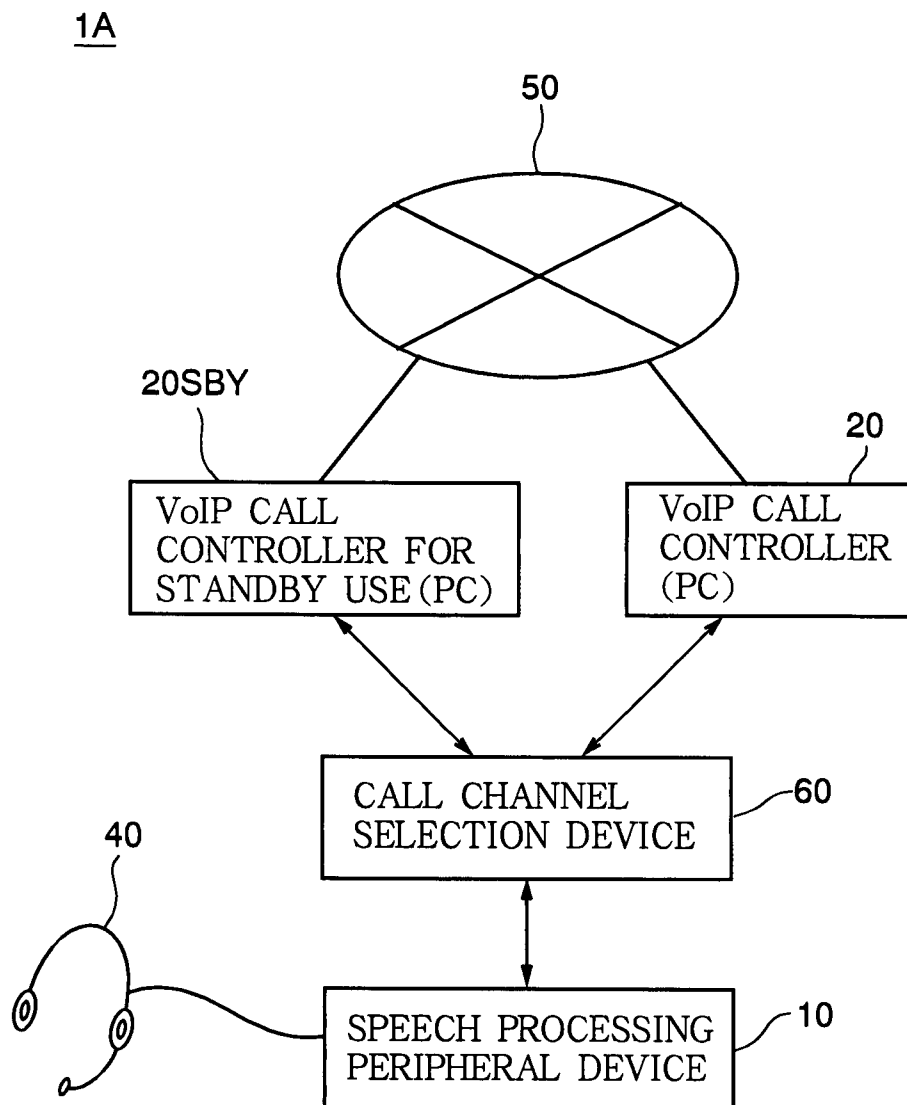 1A
50
20SBY
20
VoIP CALL
CONTROLLER FOR
STANDBY USE (PC)
VoIP CALL
CONTROLLER
(PC)
CALL CHANNEL
SELECTION DEVICE
60
40
SPEECH PROCESSING
PERIPHERAL DEVICE
10